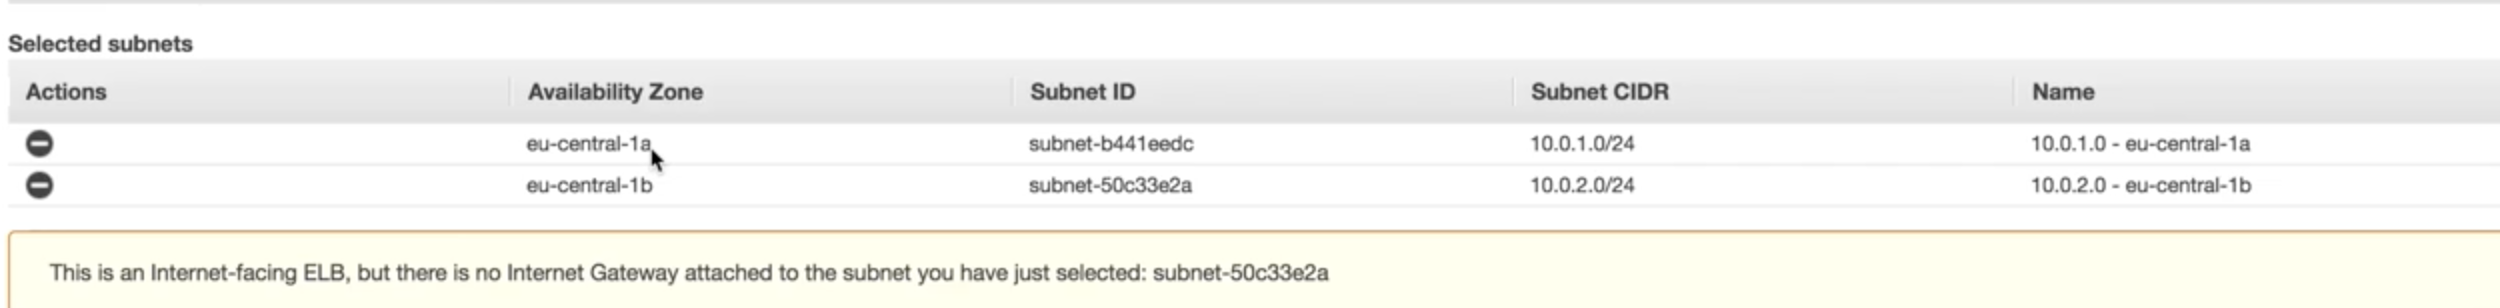 Selected subnets
Actions Availability Zone Subnet ID Subnet CIDR Name
eu-central-1a subnet-b441eedc 10.0.1.0/24 10.0.1.0 - eu-central-1a
eu-central-1b subnet-50c33e2a 10.0.2.0/24 10.0.2.0 - eu-central-1b
This is an Internet-facing ELB, but there is no Internet Gateway attached to the subnet you have just selected: subnet-50c33e2a